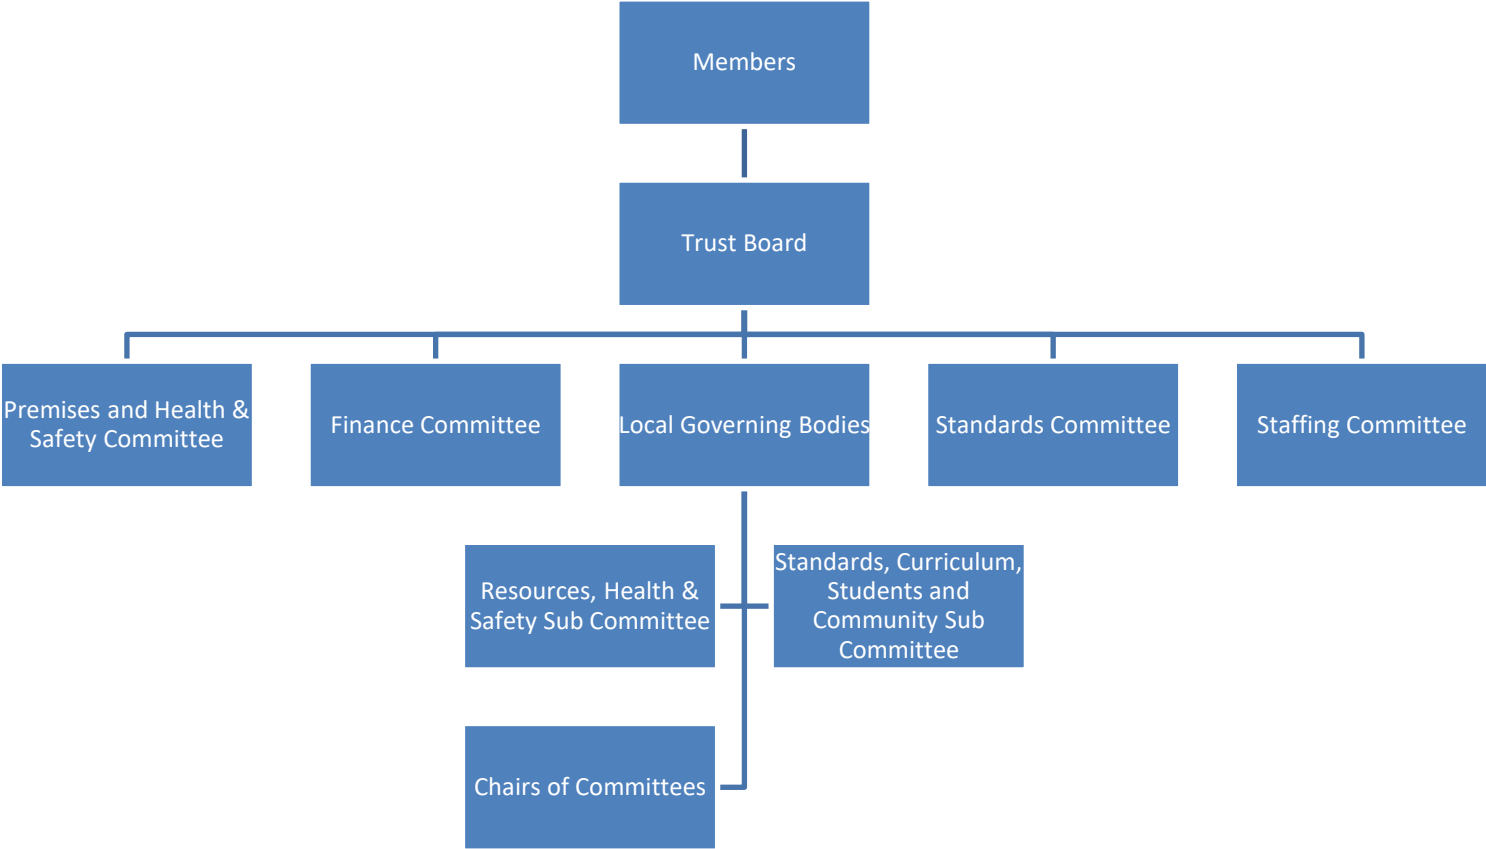 Members
Trust Board
Premises and Health &
Safety Committee
Finance Committee
Local Governing Bodies
Standards Committee
Staffing Committee
Resources, Health &
Safety Sub Committee
Standards, Curriculum,
Students and
Community Sub
Committee
Chairs of Committees